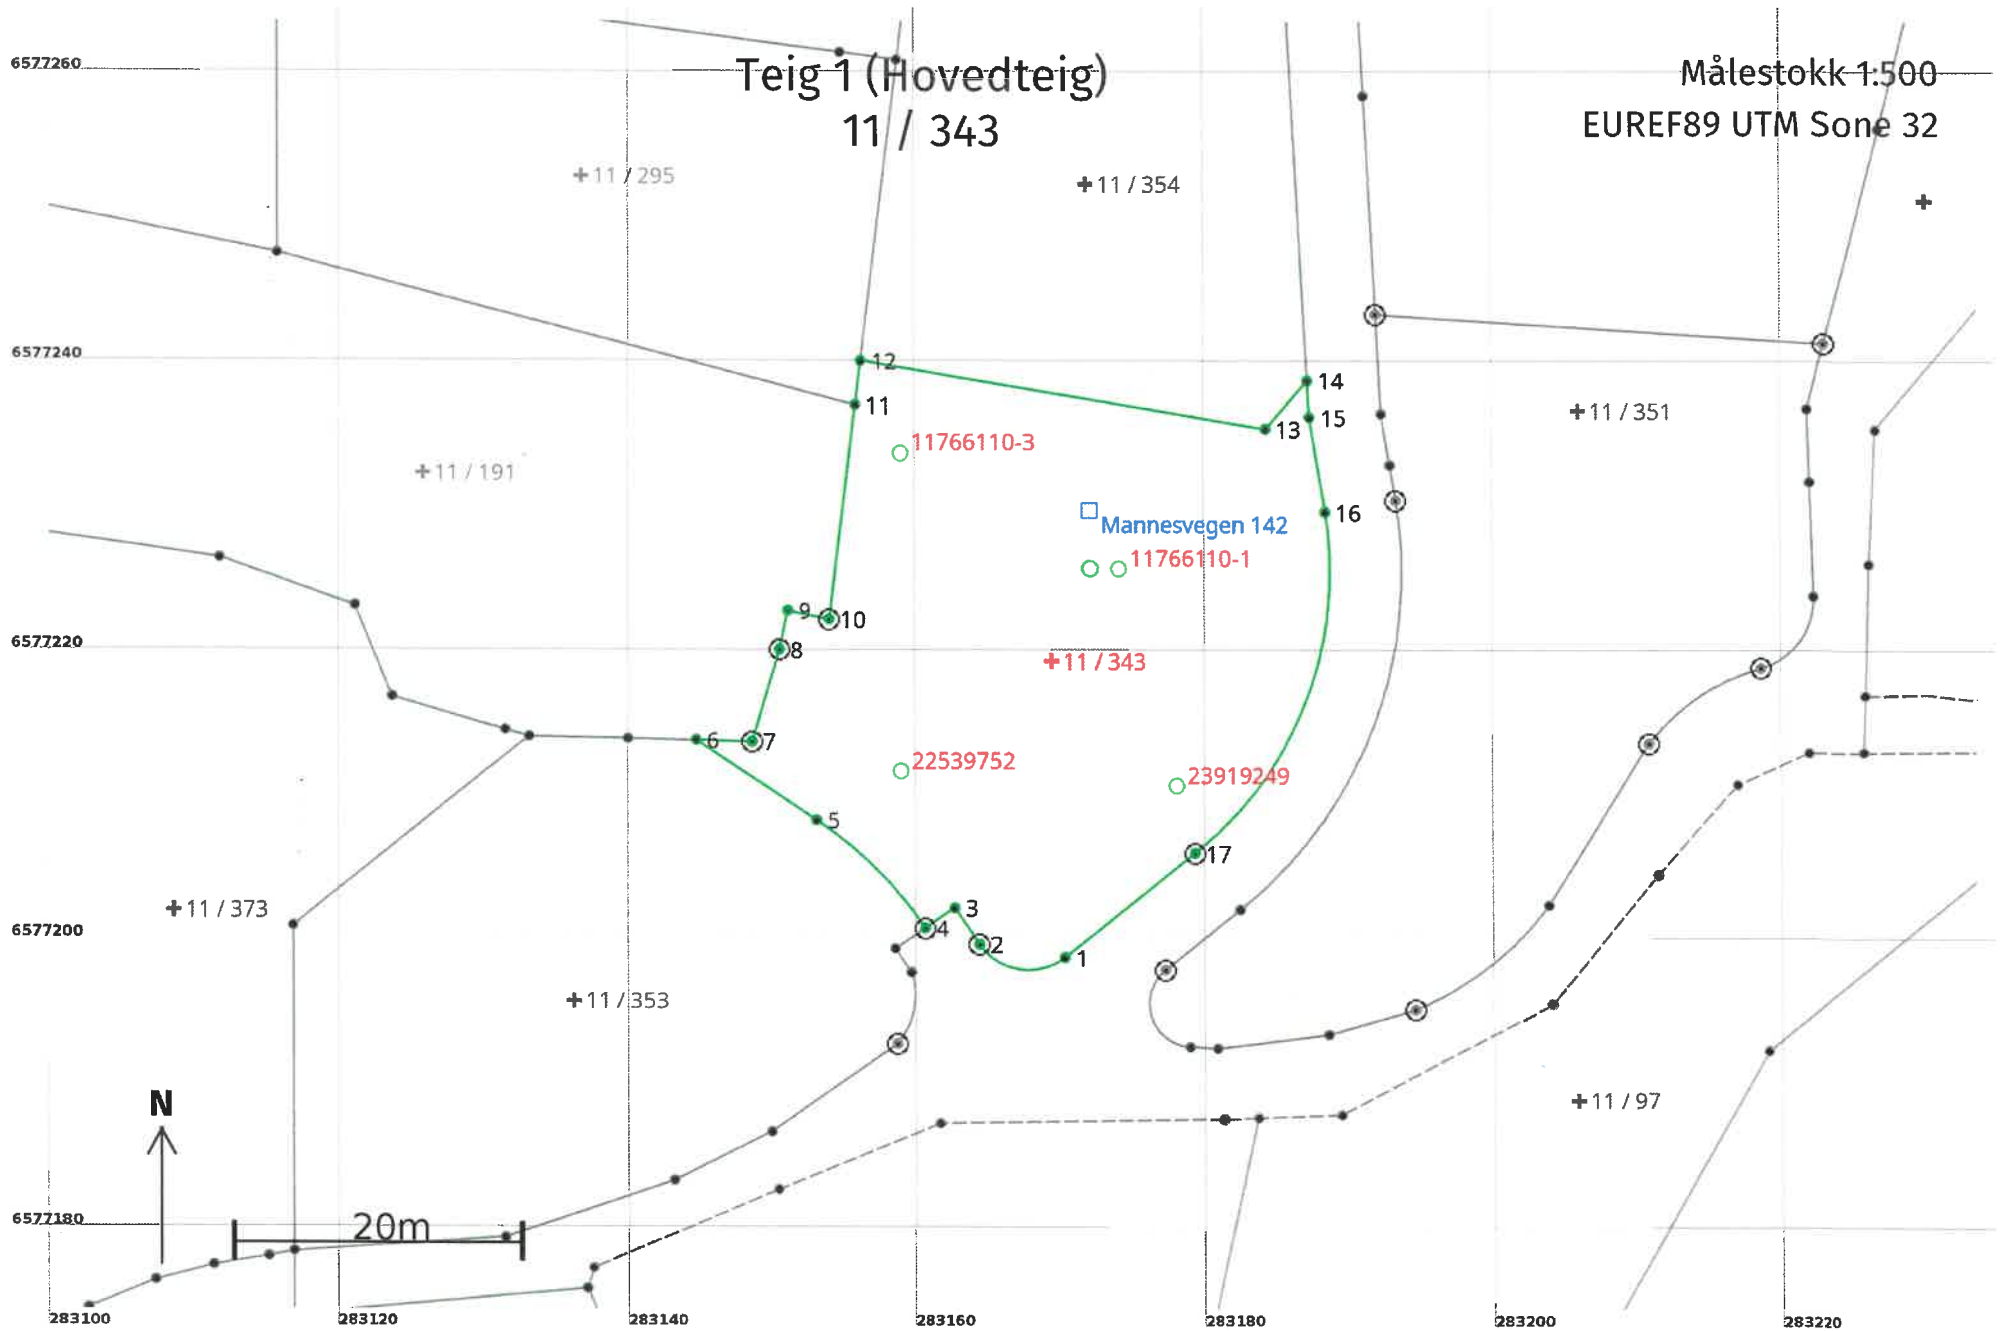 Teig 1 (Hovedteig)
11 / 343
Målestokk 1:500
EUREF89 UTM Sone 32
6577260
11 / 295
11 / 354
6577240
12
11
14
15
13
11 / 351
11766110-3
11 / 191
16
Mannesvegen 142
11766110-1
9
10
6577220
8
11 / 343
6
7
22539752
23919249
5
17
11 / 373
3
6577200
4
2
1
11 / 353
N
11 / 97
6577180
20m
283100
283120
283140
283160
283180
283200
283220